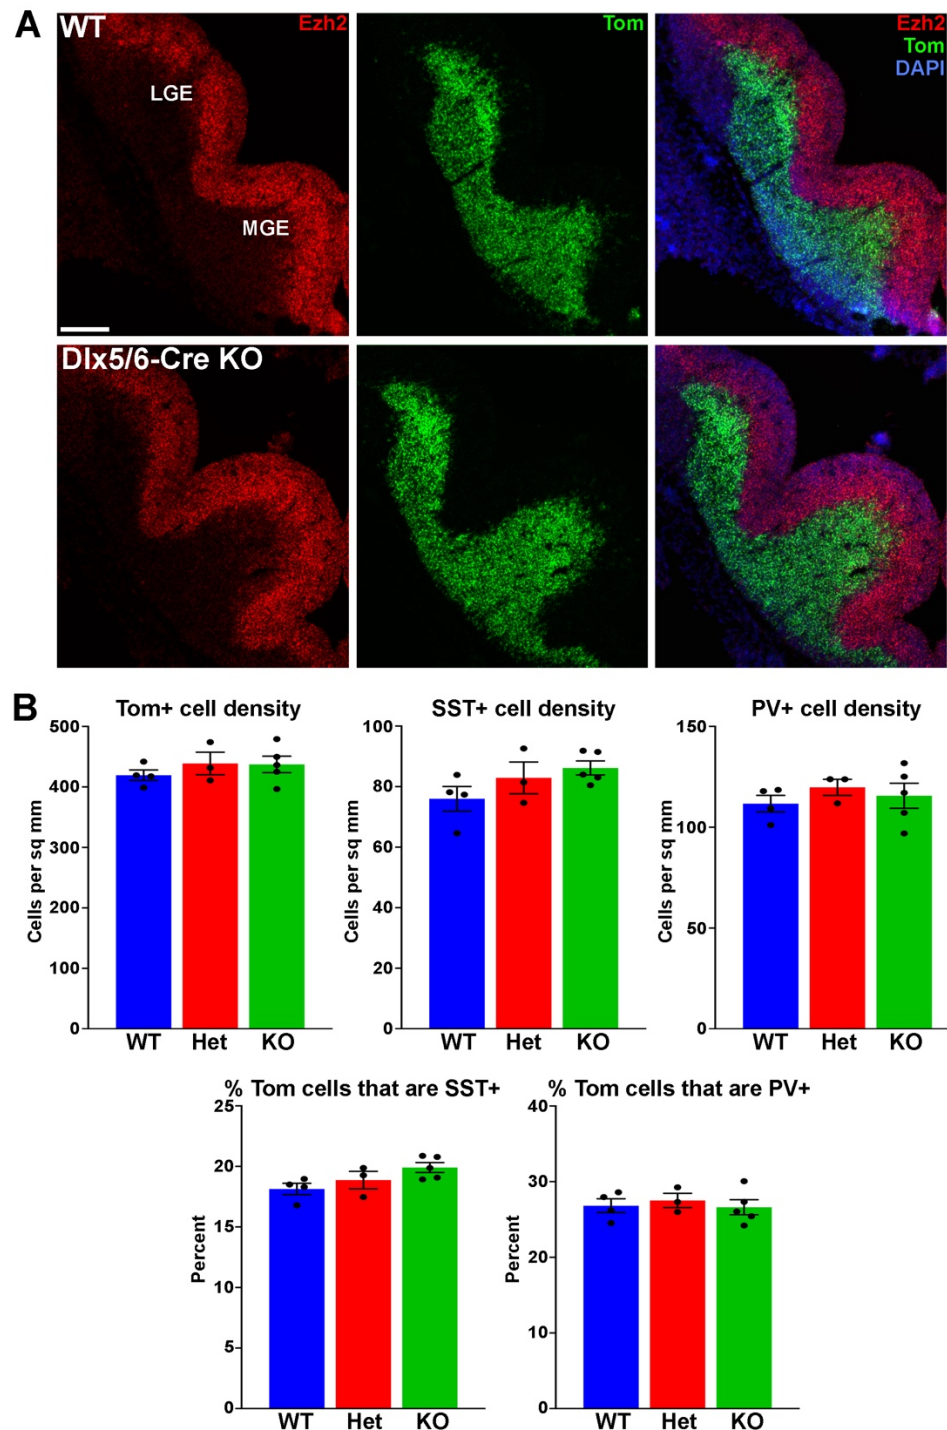 A
WT
Ezh2
Tom
Ezh2
Tom
DAPI
LGE
MGE
Dlx5/6-Cre KO
B
Tom+ cell density
SST+ cell density
PV+ cell density
Cells per sq mm
500
400
300
200
100
0
WT Het KO
Cells per sq mm
100
80
60
40
20
0
WT Het KO
Cells per sq mm
150
100
50
0
WT Het KO
% Tom cells that are SST+
% Tom cells that are PV+
Percent
25
20
15
10
5
0
WT Het KO
Percent
40
30
20
10
0
WT Het KO